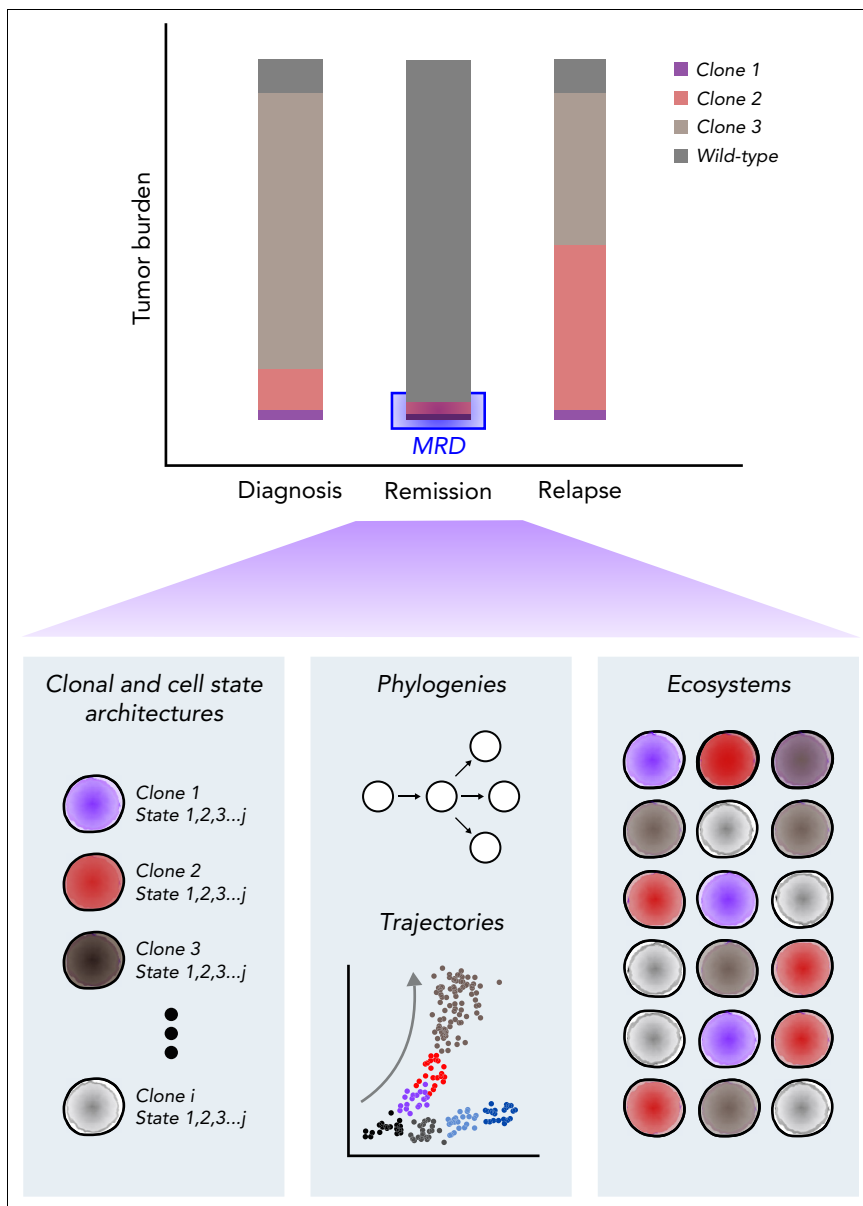 Clone 1
Clone 2
Clone 3
Wild-type
Tumor burden
MRD
Diagnosis
Remission
Relapse
Clonal and cell state
architectures
Clone 1
State 1,2,3...j
Clone 2
State 1,2,3...j
Clone 3
State 1,2,3...j
Clone i
State 1,2,3...j
Phylogenies
Trajectories
Ecosystems